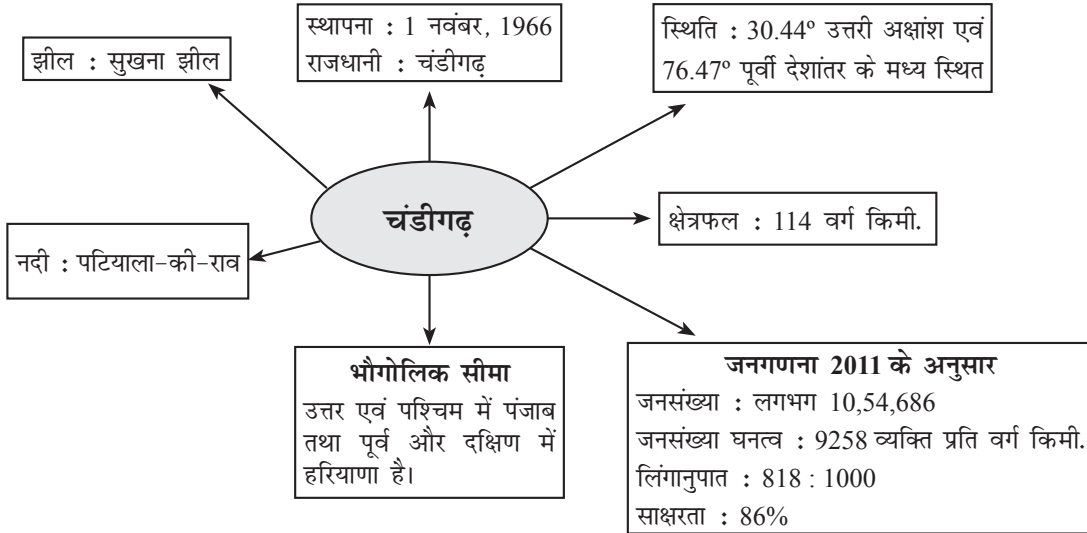 स्थापना : 1 नवंबर, 1966
राजधानी : चंडीगढ़
स्थिति : 30.44º उत्तरी अक्षांश एवं
76.47º पूर्वी देशांतर के मध्य स्थित
झील : सुखना झील
चंडीगढ़
क्षेत्रफल : 114 वर्ग किमी.
नदी : पटियाला-की-राव
भौगोलिक सीमा
उत्तर एवं पश्चिम में पंजाब
तथा पूर्व और दक्षिण में
हरियाणा है।
जनगणना 2011 के अनुसार
जनसंख्या : लगभग 10,54,686
जनसंख्या घनत्व : 9258 व्यक्ति प्रति वर्ग किमी.
लिंगानुपात : 818 : 1000
साक्षरता : 86%